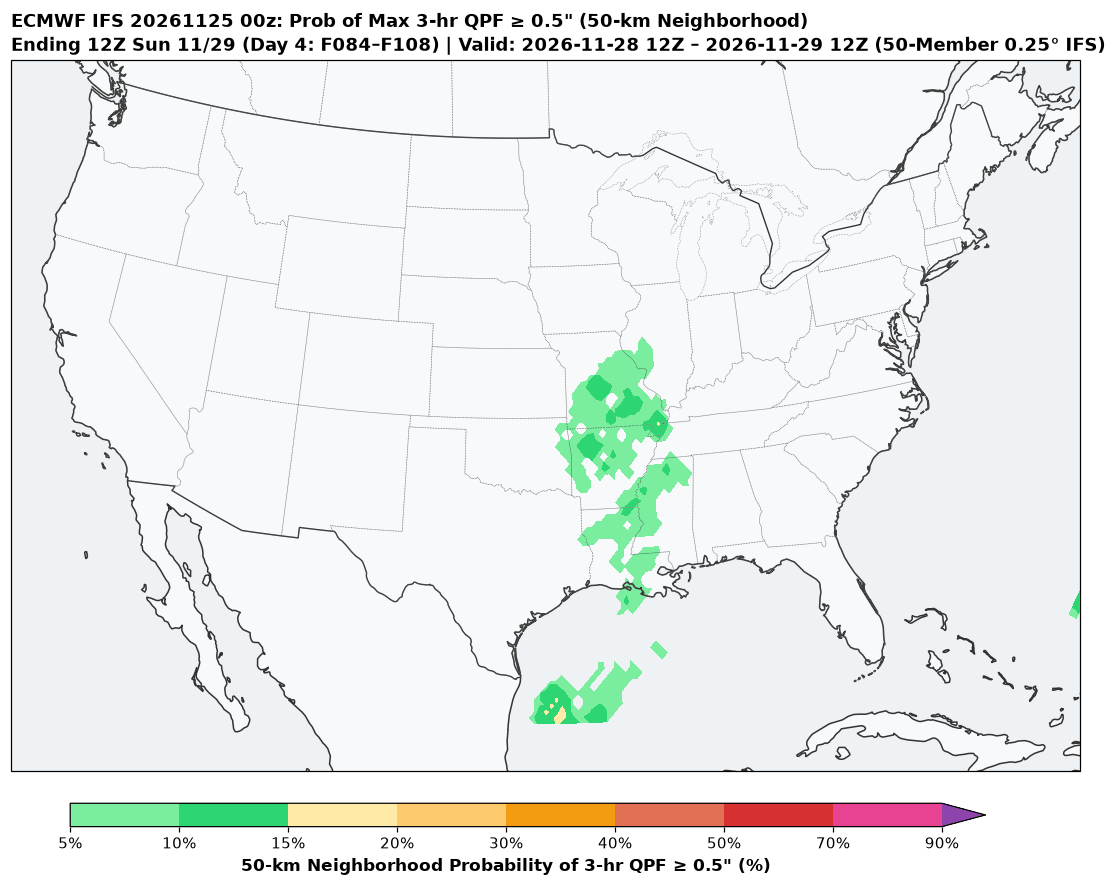 ECMWF IFS 20261125 00z: Prob of Max 3-hr QPF ≥ 0.5" (50-km Neighborhood)
Ending 12Z Sun 11/29 (Day 4: F084–F108) | Valid: 2026-11-28 12Z – 2026-11-29 12Z (50-Member 0.25° IFS)
5% 10% 15% 20% 30% 40% 50% 70% 90%
50-km Neighborhood Probability of 3-hr QPF ≥ 0.5" (%)